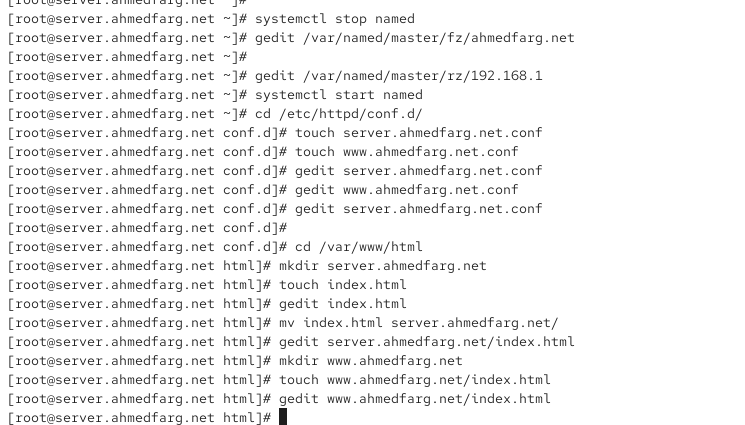 [root@server.ahmedfarg.net ~]#
[root@server.ahmedfarg.net ~]# systemctl stop named
[root@server.ahmedfarg.net ~]# gedit /var/named/master/fz/ahmedfarg.net
[root@server.ahmedfarg.net ~]#
[root@server.ahmedfarg.net ~]# gedit /var/named/master/rz/192.168.1
[root@server.ahmedfarg.net ~]# systemctl start named
[root@server.ahmedfarg.net ~]# cd /etc/httpd/conf.d/
[root@server.ahmedfarg.net conf.d]# touch server.ahmedfarg.net.conf
[root@server.ahmedfarg.net conf.d]# touch www.ahmedfarg.net.conf
[root@server.ahmedfarg.net conf.d]# gedit server.ahmedfarg.net.conf
[root@server.ahmedfarg.net conf.d]# gedit www.ahmedfarg.net.conf
[root@server.ahmedfarg.net conf.d]# gedit server.ahmedfarg.net.conf
[root@server.ahmedfarg.net conf.d]#
[root@server.ahmedfarg.net conf.d]# cd /var/www/html
[root@server.ahmedfarg.net html]# mkdir server.ahmedfarg.net
[root@server.ahmedfarg.net html]# touch index.html
[root@server.ahmedfarg.net html]# gedit index.html
[root@server.ahmedfarg.net html]# mv index.html server.ahmedfarg.net/
[root@server.ahmedfarg.net html]# gedit server.ahmedfarg.net/index.html
[root@server.ahmedfarg.net html]# mkdir www.ahmedfarg.net
[root@server.ahmedfarg.net html]# touch www.ahmedfarg.net/index.html
[root@server.ahmedfarg.net html]# gedit www.ahmedfarg.net/index.html
[root@server.ahmedfarg.net html]#